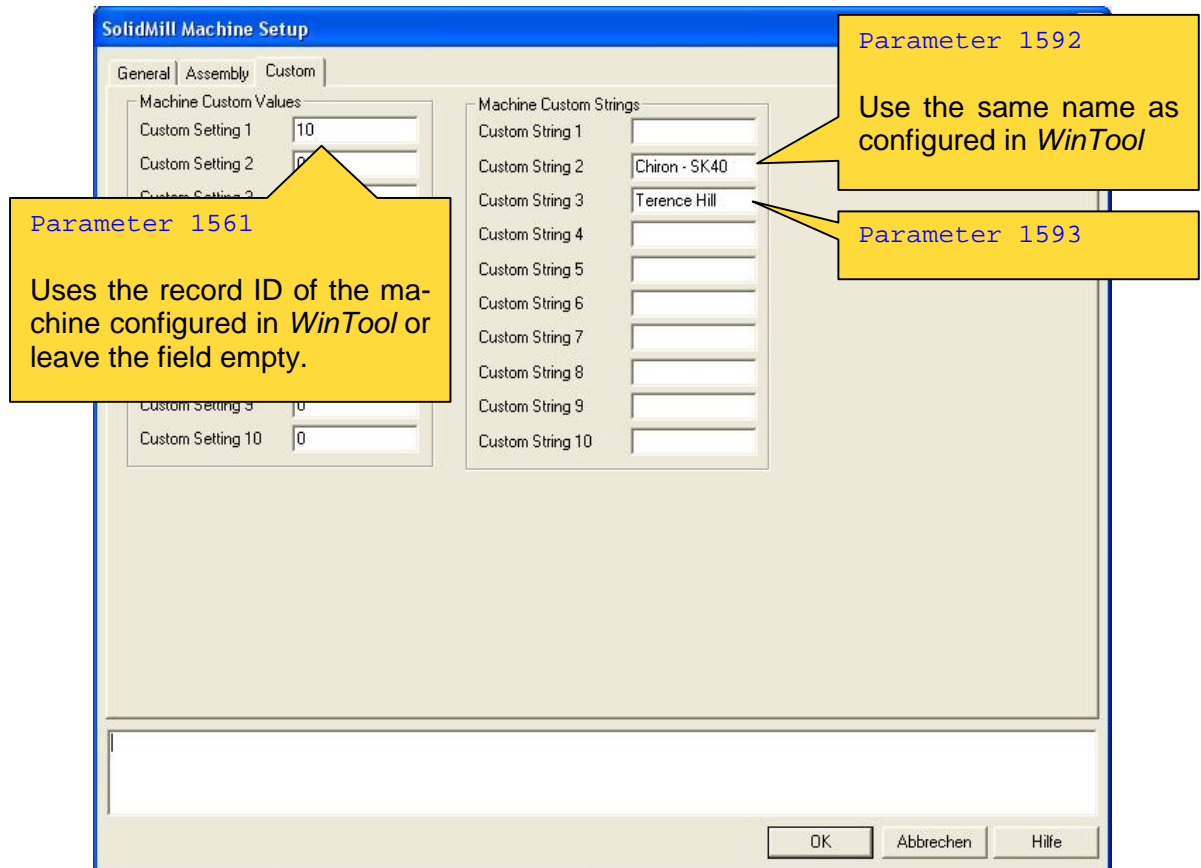 SolidMill Machine Setup
General
Assembly
Custom
Machine Custom Values
Custom Setting 1
10
Custom Setting 2
Custom Setting 9
0
Custom Setting 10
0
Machine Custom Strings
Custom String 1
Custom String 2
Chiron - SK40
Custom String 3
Terence Hill
Custom String 4
Custom String 5
Custom String 6
Custom String 7
Custom String 8
Custom String 9
Custom String 10
Parameter 1561
Uses the record ID of the ma-
chine configured in WinTool or
leave the field empty.
Parameter 1592
Use the same name as
configured in WinTool
Parameter 1593
OK
Abbrechen
Hilfe